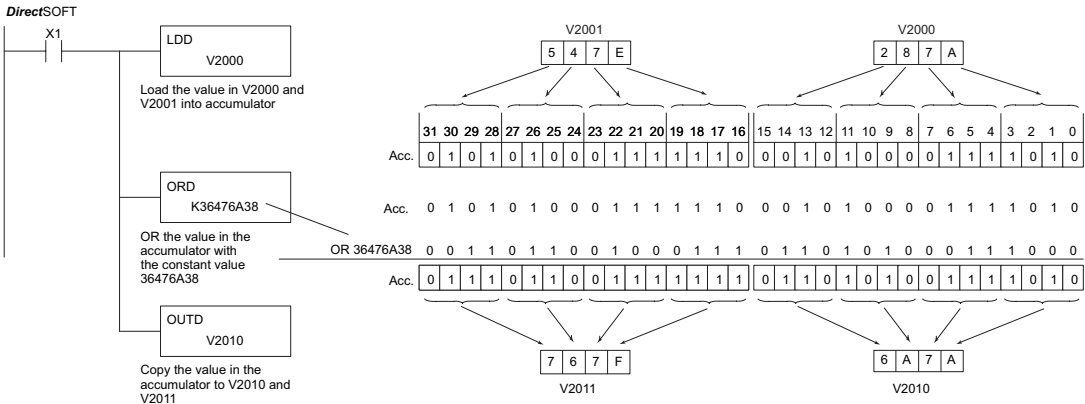 DirectSOFT
X1
LDD
V2000
Load the value in V2000 and
V2001 into accumulator
ORD
K36476A38
OR the value in the
accumulator with
the constant value
36476A38
OUTD
V2010
Copy the value in the
accumulator to V2010 and
V2011
V2001 V2000
5 4 7 E 2 8 7 A
31 30 29 28 27 26 25 24 23 22 21 20 19 18 17 16 15 14 13 12 11 10 9 8 7 6 5 4 3 2 1 0
Acc. 0 1 0 1 0 1 0 0 0 1 1 1 1 1 1 0 0 0 1 0 1 0 0 0 0 1 1 1 1 0 1 0
Acc. 0 1 0 1 0 1 0 0 0 1 1 1 1 1 1 0 0 0 1 0 1 0 0 0 0 1 1 1 1 0 1 0
OR 36476A38 0 0 1 1 0 1 1 0 0 1 0 0 0 1 1 1 0 1 1 0 1 0 1 0 0 0 1 1 1 0 0 0
Acc. 0 1 1 1 0 1 1 0 0 1 1 1 1 1 1 1 0 1 1 0 1 0 1 0 0 1 1 1 1 0 1 0
7 6 7 F 6 A 7 A
V2011 V2010